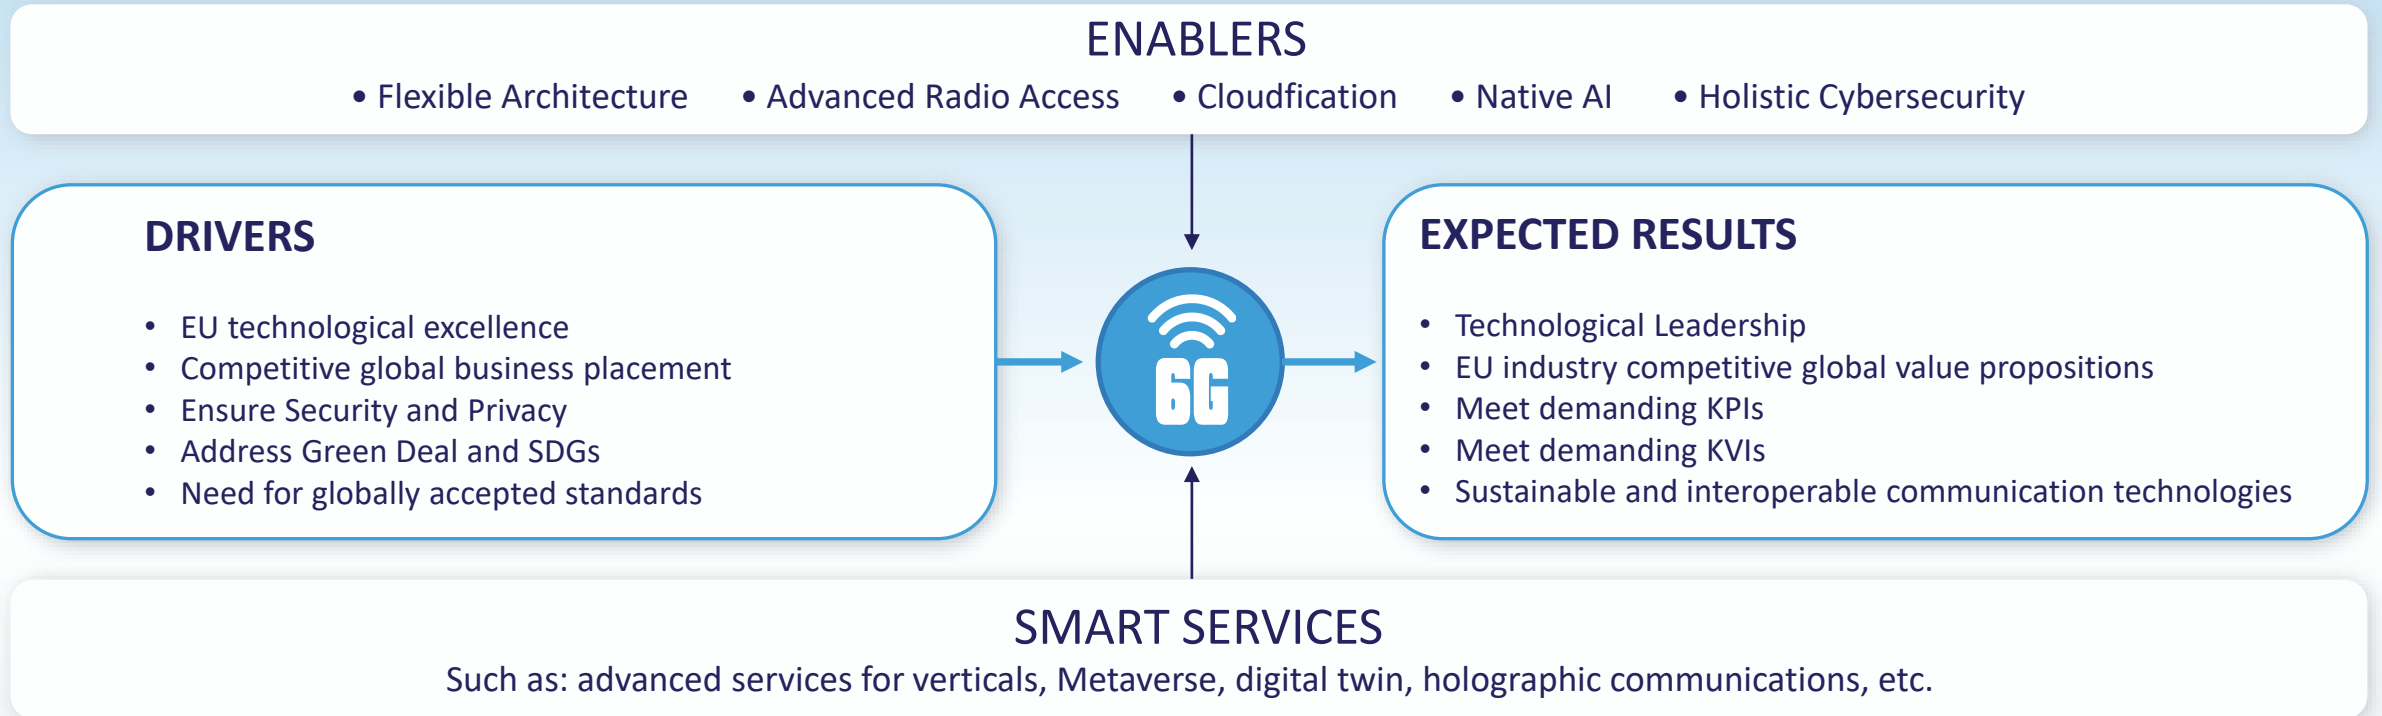 ENABLERS
• Flexible Architecture • Advanced Radio Access • Cloudfication • Native AI • Holistic Cybersecurity
DRIVERS
• EU technological excellence
• Competitive global business placement
• Ensure Security and Privacy
• Address Green Deal and SDGs
• Need for globally accepted standards
6G
EXPECTED RESULTS
• Technological Leadership
• EU industry competitive global value propositions
• Meet demanding KPIs
• Meet demanding KVIs
• Sustainable and interoperable communication technologies
SMART SERVICES
Such as: advanced services for verticals, Metaverse, digital twin, holographic communications, etc.